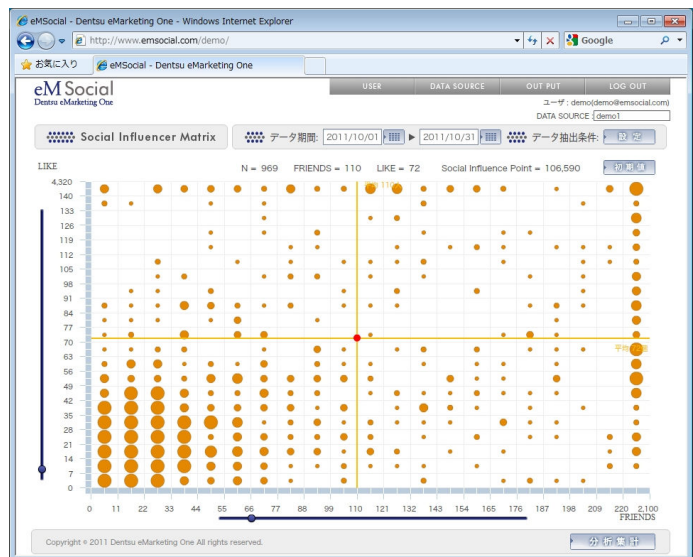 eMSocial - Dentsu eMarketing One - Windows Internet Explorer
http://www.emsocial.com/demo/
Google
お気に入り
eMSocial - Dentsu eMarketing One
eM Social
Dentsu eMarketing One
USER DATA SOURCE OUT PUT LOG OUT
ユーザ : demo(demo@emsocial.com)
DATA SOURCE : demo1
Social Influencer Matrix
データ期間: 2011/10/01 ▶ 2011/10/31 データ抽出条件: 設定
LIKE
N = 969 FRIENDS = 110 LIKE = 72 Social Influence Point = 106,590 初期値
4,320
140
133
126
119
112
105
98
91
84
77
70
63
56
49
42
35
28
21
14
7
0
0 11 22 33 44 55 66 77 88 99 110 121 132 143 154 165 176 187 198 209 220 2,100
FRIENDS
Copyright © 2011 Dentsu eMarketing One All rights reserved.
分析集計